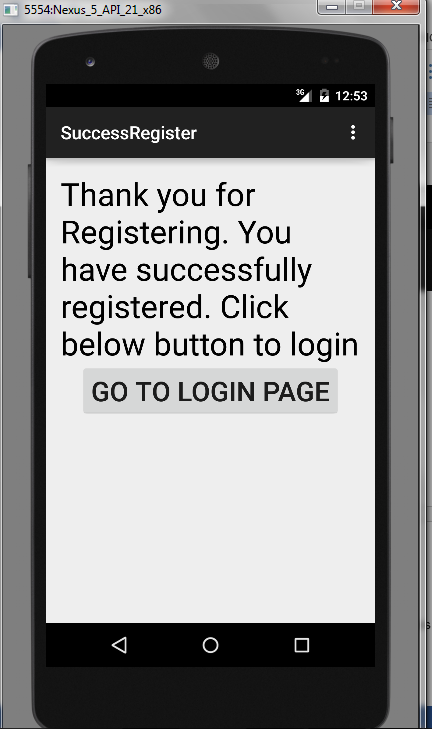 5554:Nexus_5_API_21_x86
3G 12:53
SuccessRegister
Thank you for
Registering. You
have successfully
registered. Click
below button to login
GO TO LOGIN PAGE